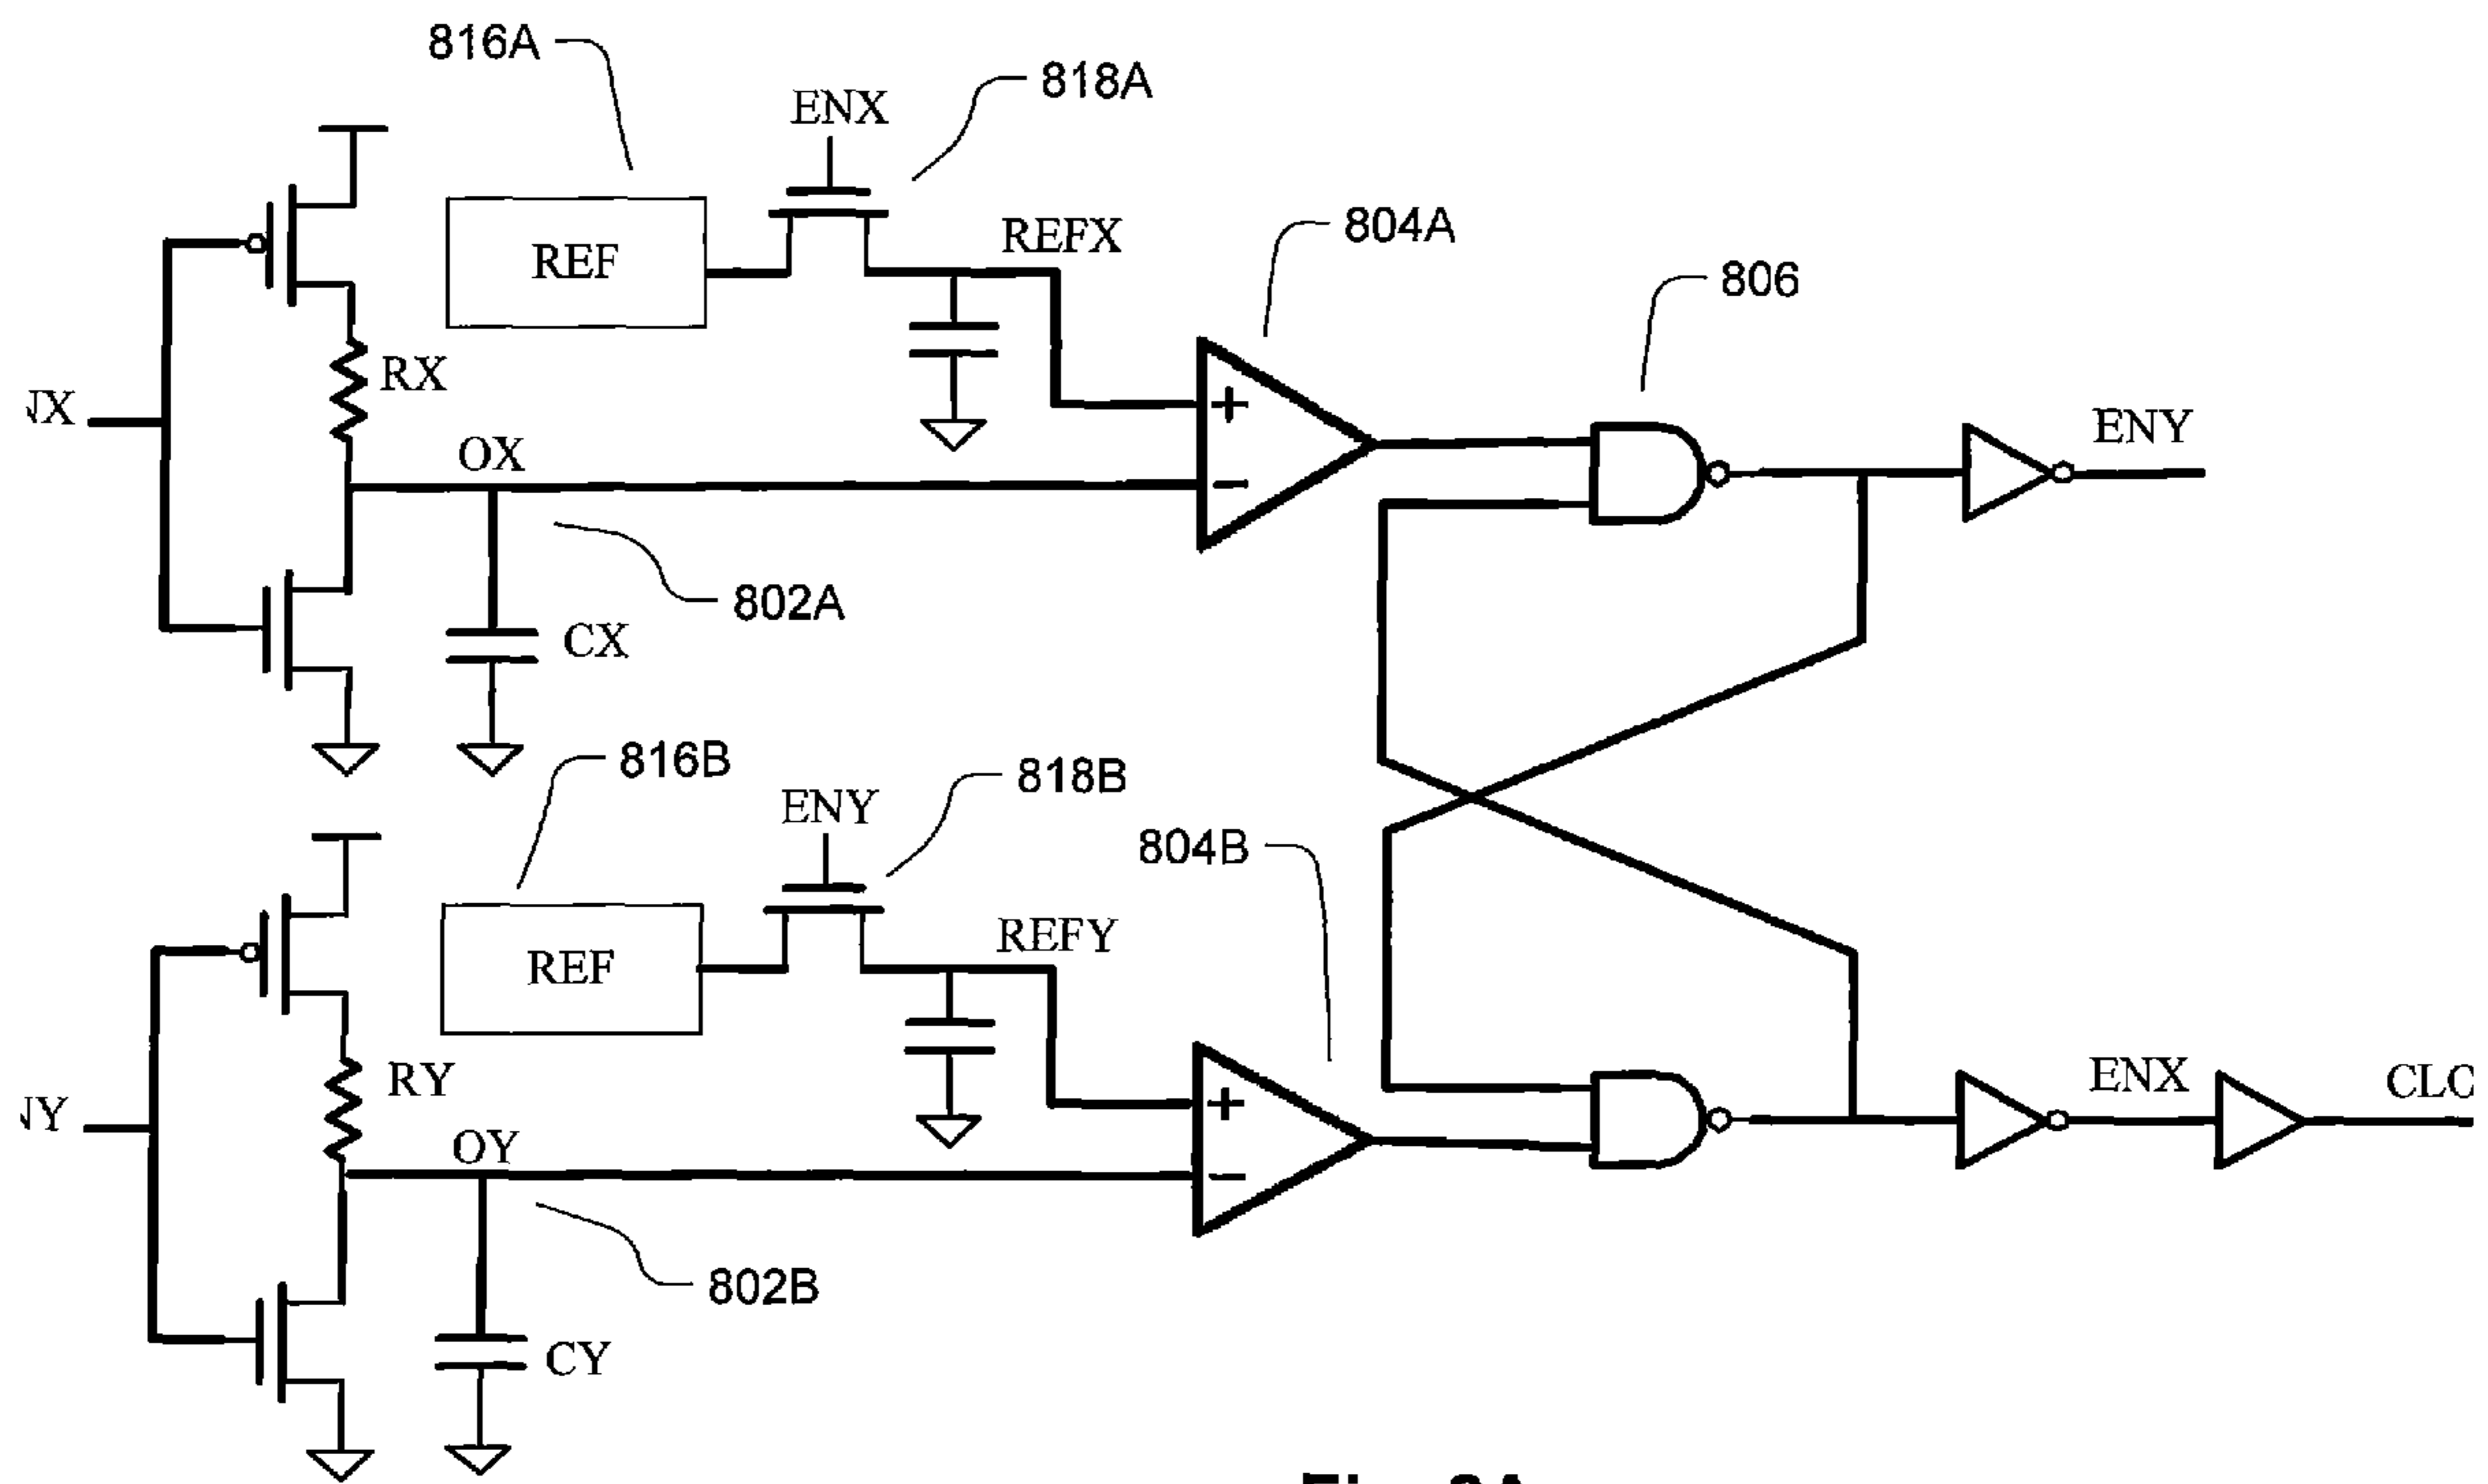 816A
818A
ENX
REF
REFX
804A
806
RX
OX
ENY
802A
CX
816B
818B
ENY
804B
REF
REFY
RY
OY
ENX
802B
CY